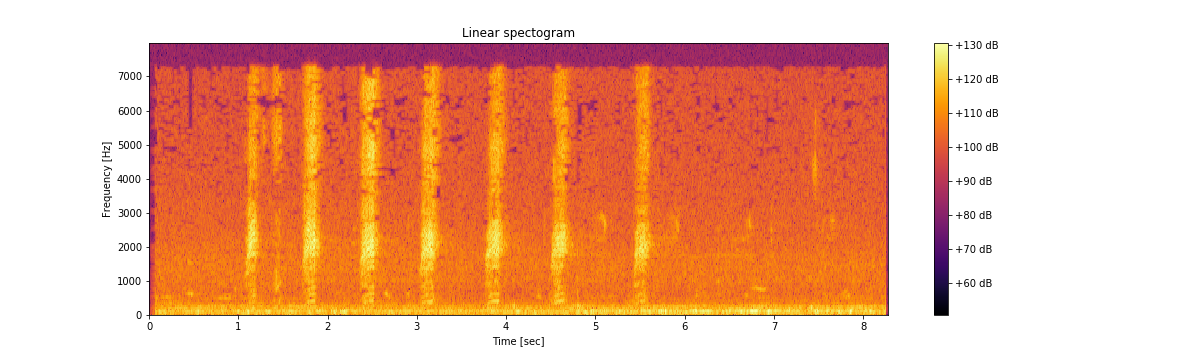 Linear spectogram
Frequency [Hz]
7000
6000
5000
4000
3000
2000
1000
0
0 1 2 3 4 5 6 7 8
Time [sec]
+130 dB
+120 dB
+110 dB
+100 dB
+90 dB
+80 dB
+70 dB
+60 dB